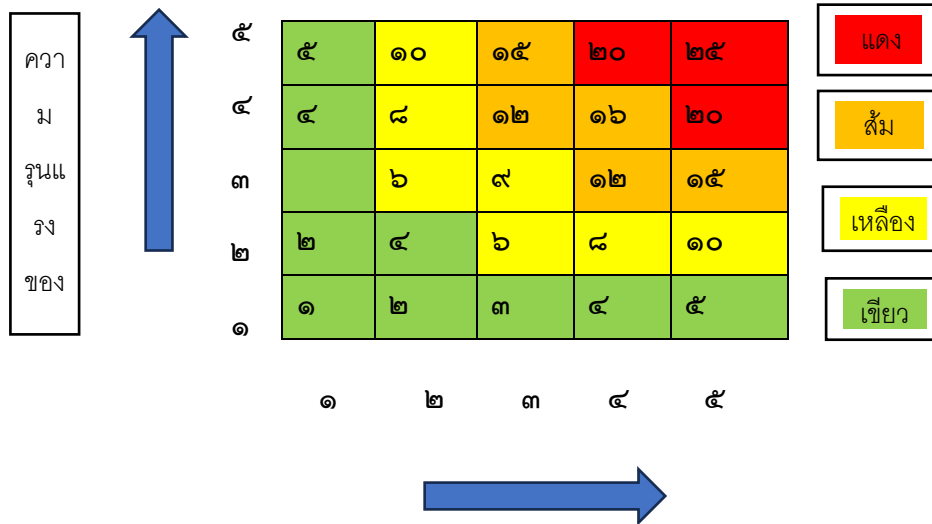 ควา
ม
รุนแ
รง
ของ
๕ ๕ ๑๐ ๑๕ ๒๐ ๒๕
๔ ๔ ๘ ๑๒ ๑๖ ๒๐
๓ ๖ ๙ ๑๒ ๑๕
๒ ๒ ๔ ๖ ๘ ๑๐
๑ ๑ ๒ ๓ ๔ ๕
๑ ๒ ๓ ๔ ๕
แดง
ส้ม
เหลือง
เขียว